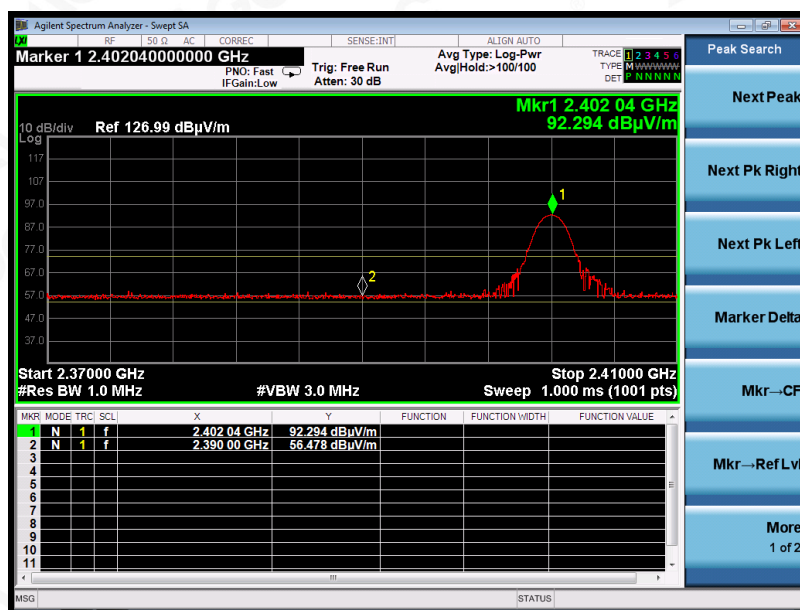 Agilent Spectrum Analyzer - Swept SA
LXI RF 50 Ω AC CORREC SENSE:INT ALIGN AUTO
Marker 1 2.402040000000 GHz
PNO: Fast
IFGain:Low
Trig: Free Run
Atten: 30 dB
Avg Type: Log-Pwr
Avg|Hold:>100/100
TRACE 1 2 3 4 5 6
TYPE M W W W W W
DET P N N N N N
Mkr1 2.402 04 GHz
92.294 dBµV/m
10 dB/div Ref 126.99 dBµV/m
Log
117
107
97.0
87.0
77.0
67.0
57.0
47.0
37.0
1
2
Start 2.37000 GHz Stop 2.41000 GHz
#Res BW 1.0 MHz #VBW 3.0 MHz Sweep 1.000 ms (1001 pts)
MKR MODE TRC SCL X Y FUNCTION FUNCTION WIDTH FUNCTION VALUE
1 N 1 f 2.402 04 GHz 92.294 dBµV/m
2 N 1 f 2.390 00 GHz 56.478 dBµV/m
3
4
5
6
7
8
9
10
11
MSG STATUS
Peak Search
Next Peak
Next Pk Right
Next Pk Left
Marker Delta
Mkr→CF
Mkr→Ref Lvl
More
1 of 2